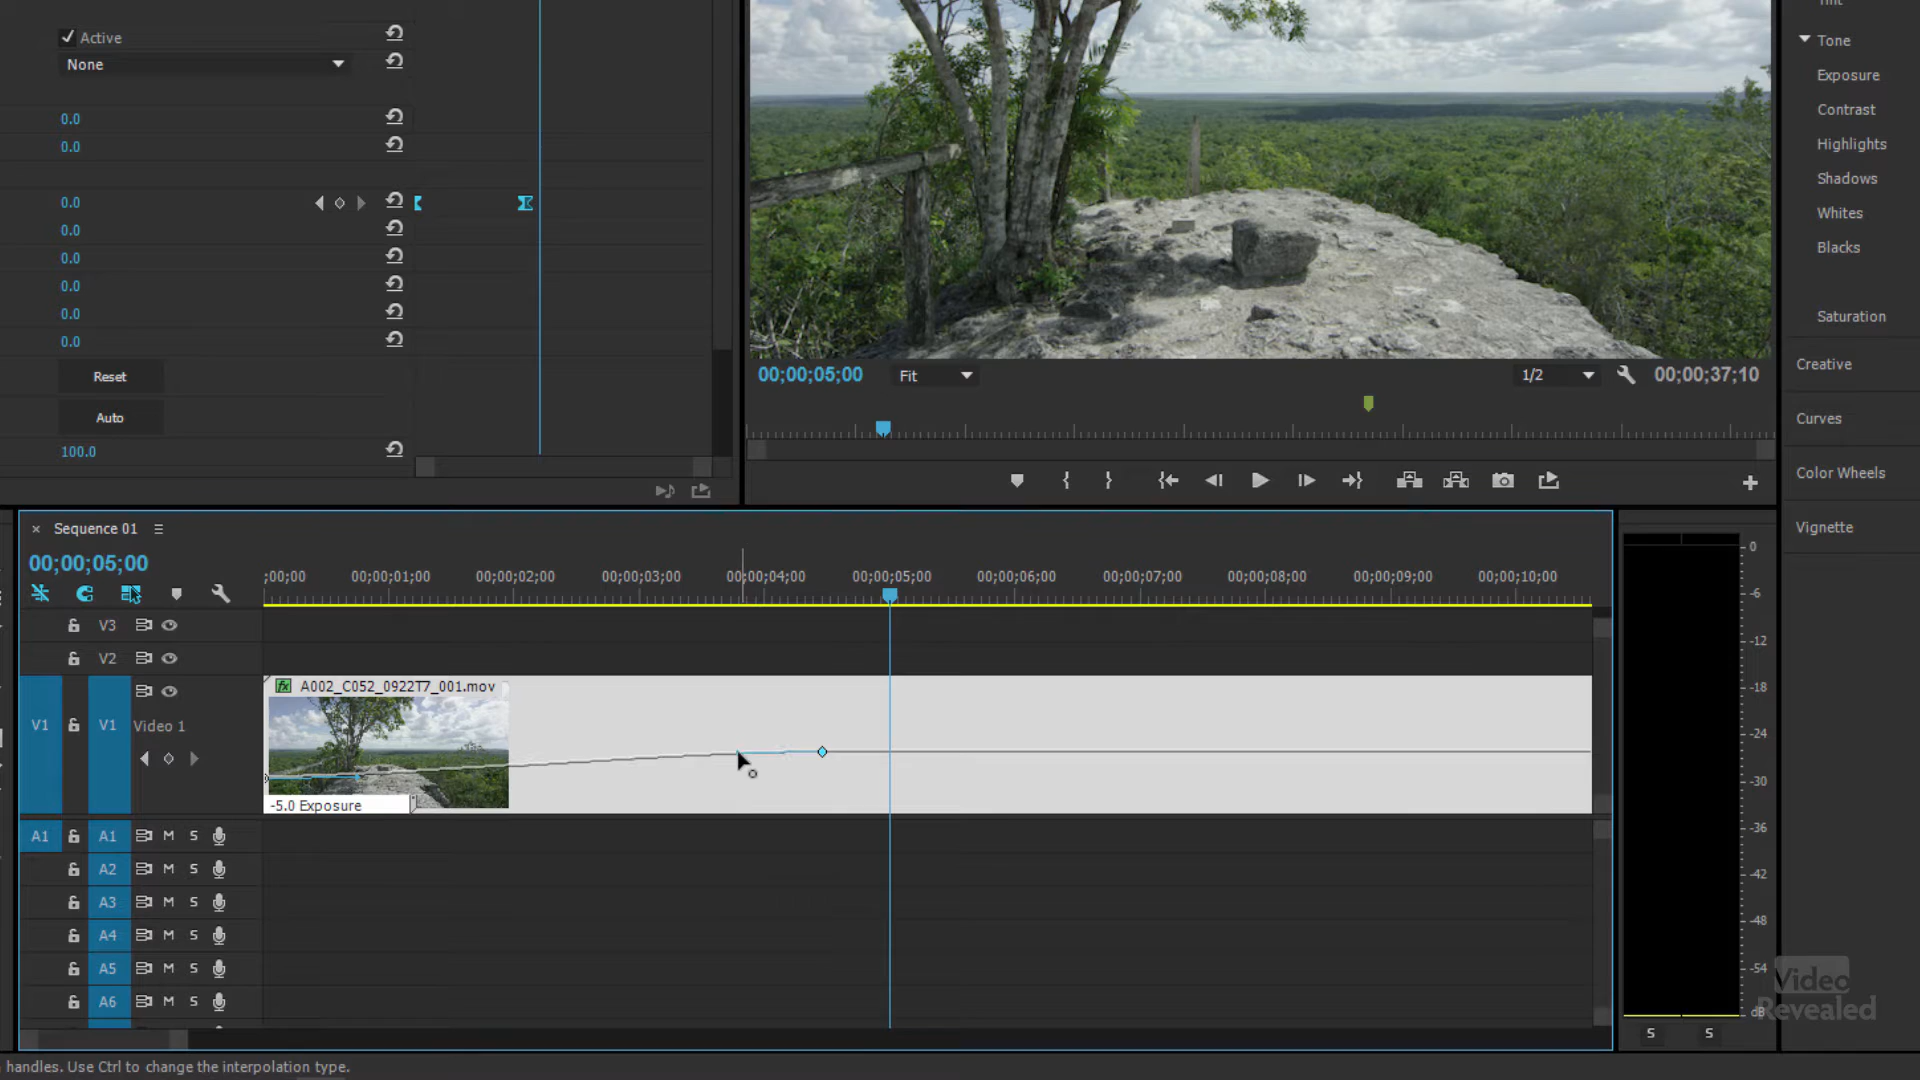 Active
None
0.0
0.0
0.0
0.0
0.0
0.0
0.0
0.0
Reset
Auto
100.0
00;00;05;00
Fit
1/2
00;00;37;10
Tone
Exposure
Contrast
Highlights
Shadows
Whites
Blacks
Saturation
Creative
Curves
Color Wheels
Vignette
× Sequence 01
00;00;05;00
;00;00 00;00;01;00 00;00;02;00 00;00;03;00 00;00;04;00 00;00;05;00 00;00;06;00 00;00;07;00 00;00;08;00 00;00;09;00 00;00;10;00
V3
V2
fx A002_C052_0922T7_001.mov
V1 V1 Video 1
-5.0 Exposure
A1 A1 M S
A2 M S
A3 M S
A4 M S
A5 M S
A6 M S
0
-6
-12
-18
-24
-30
-36
-42
-48
-54
dB
S S
Video
Revealed
handles. Use Ctrl to change the interpolation type.